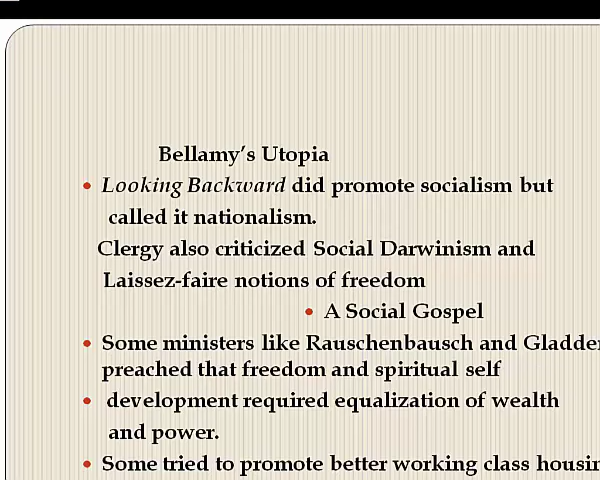 Bellamy’s Utopia
• Looking Backward did promote socialism but
called it nationalism.
Clergy also criticized Social Darwinism and
Laissez-faire notions of freedom
• A Social Gospel
• Some ministers like Rauschenbausch and
preached that freedom and spiritual self
• development required equalization of wealth
and power.
• Some tried to promote better working class